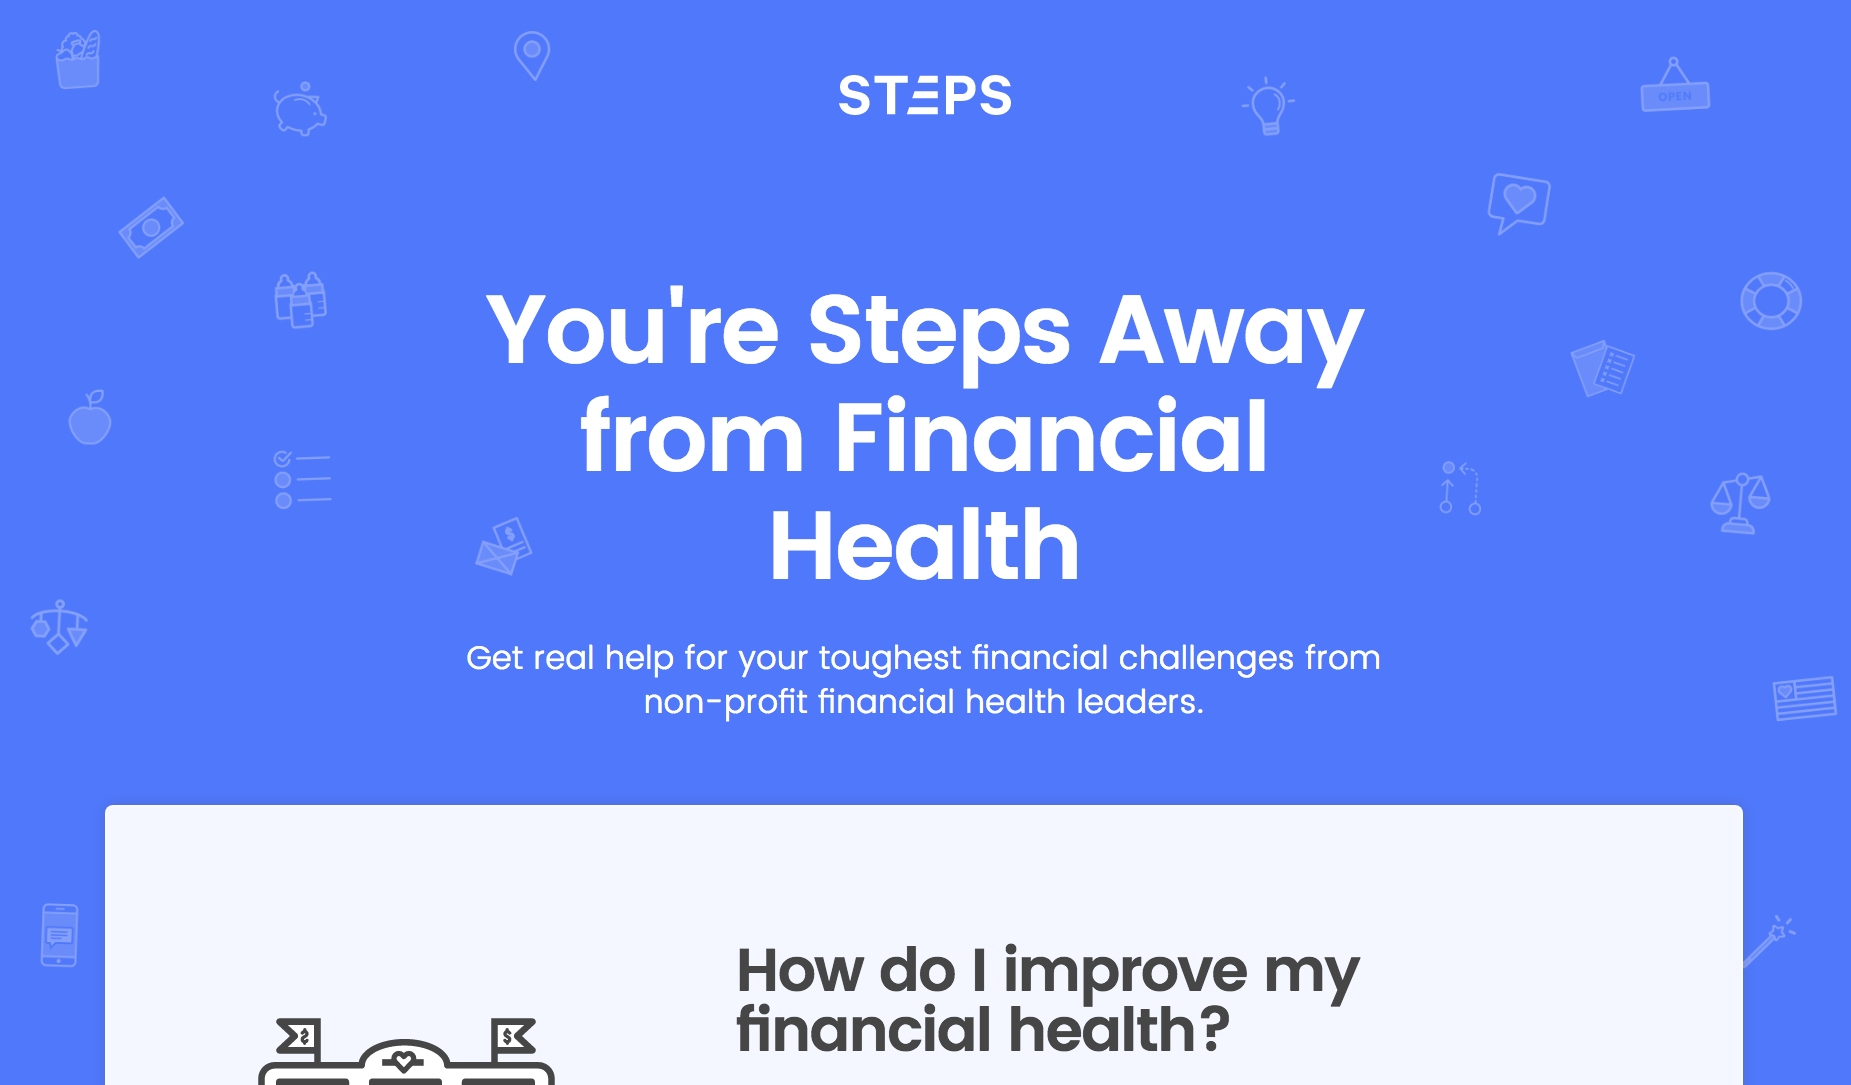 STEPS
OPEN
You're Steps Away
from Financial
Health
$
Get real help for your toughest financial challenges from
non-profit financial health leaders.
How do I improve my
financial health?
$
$